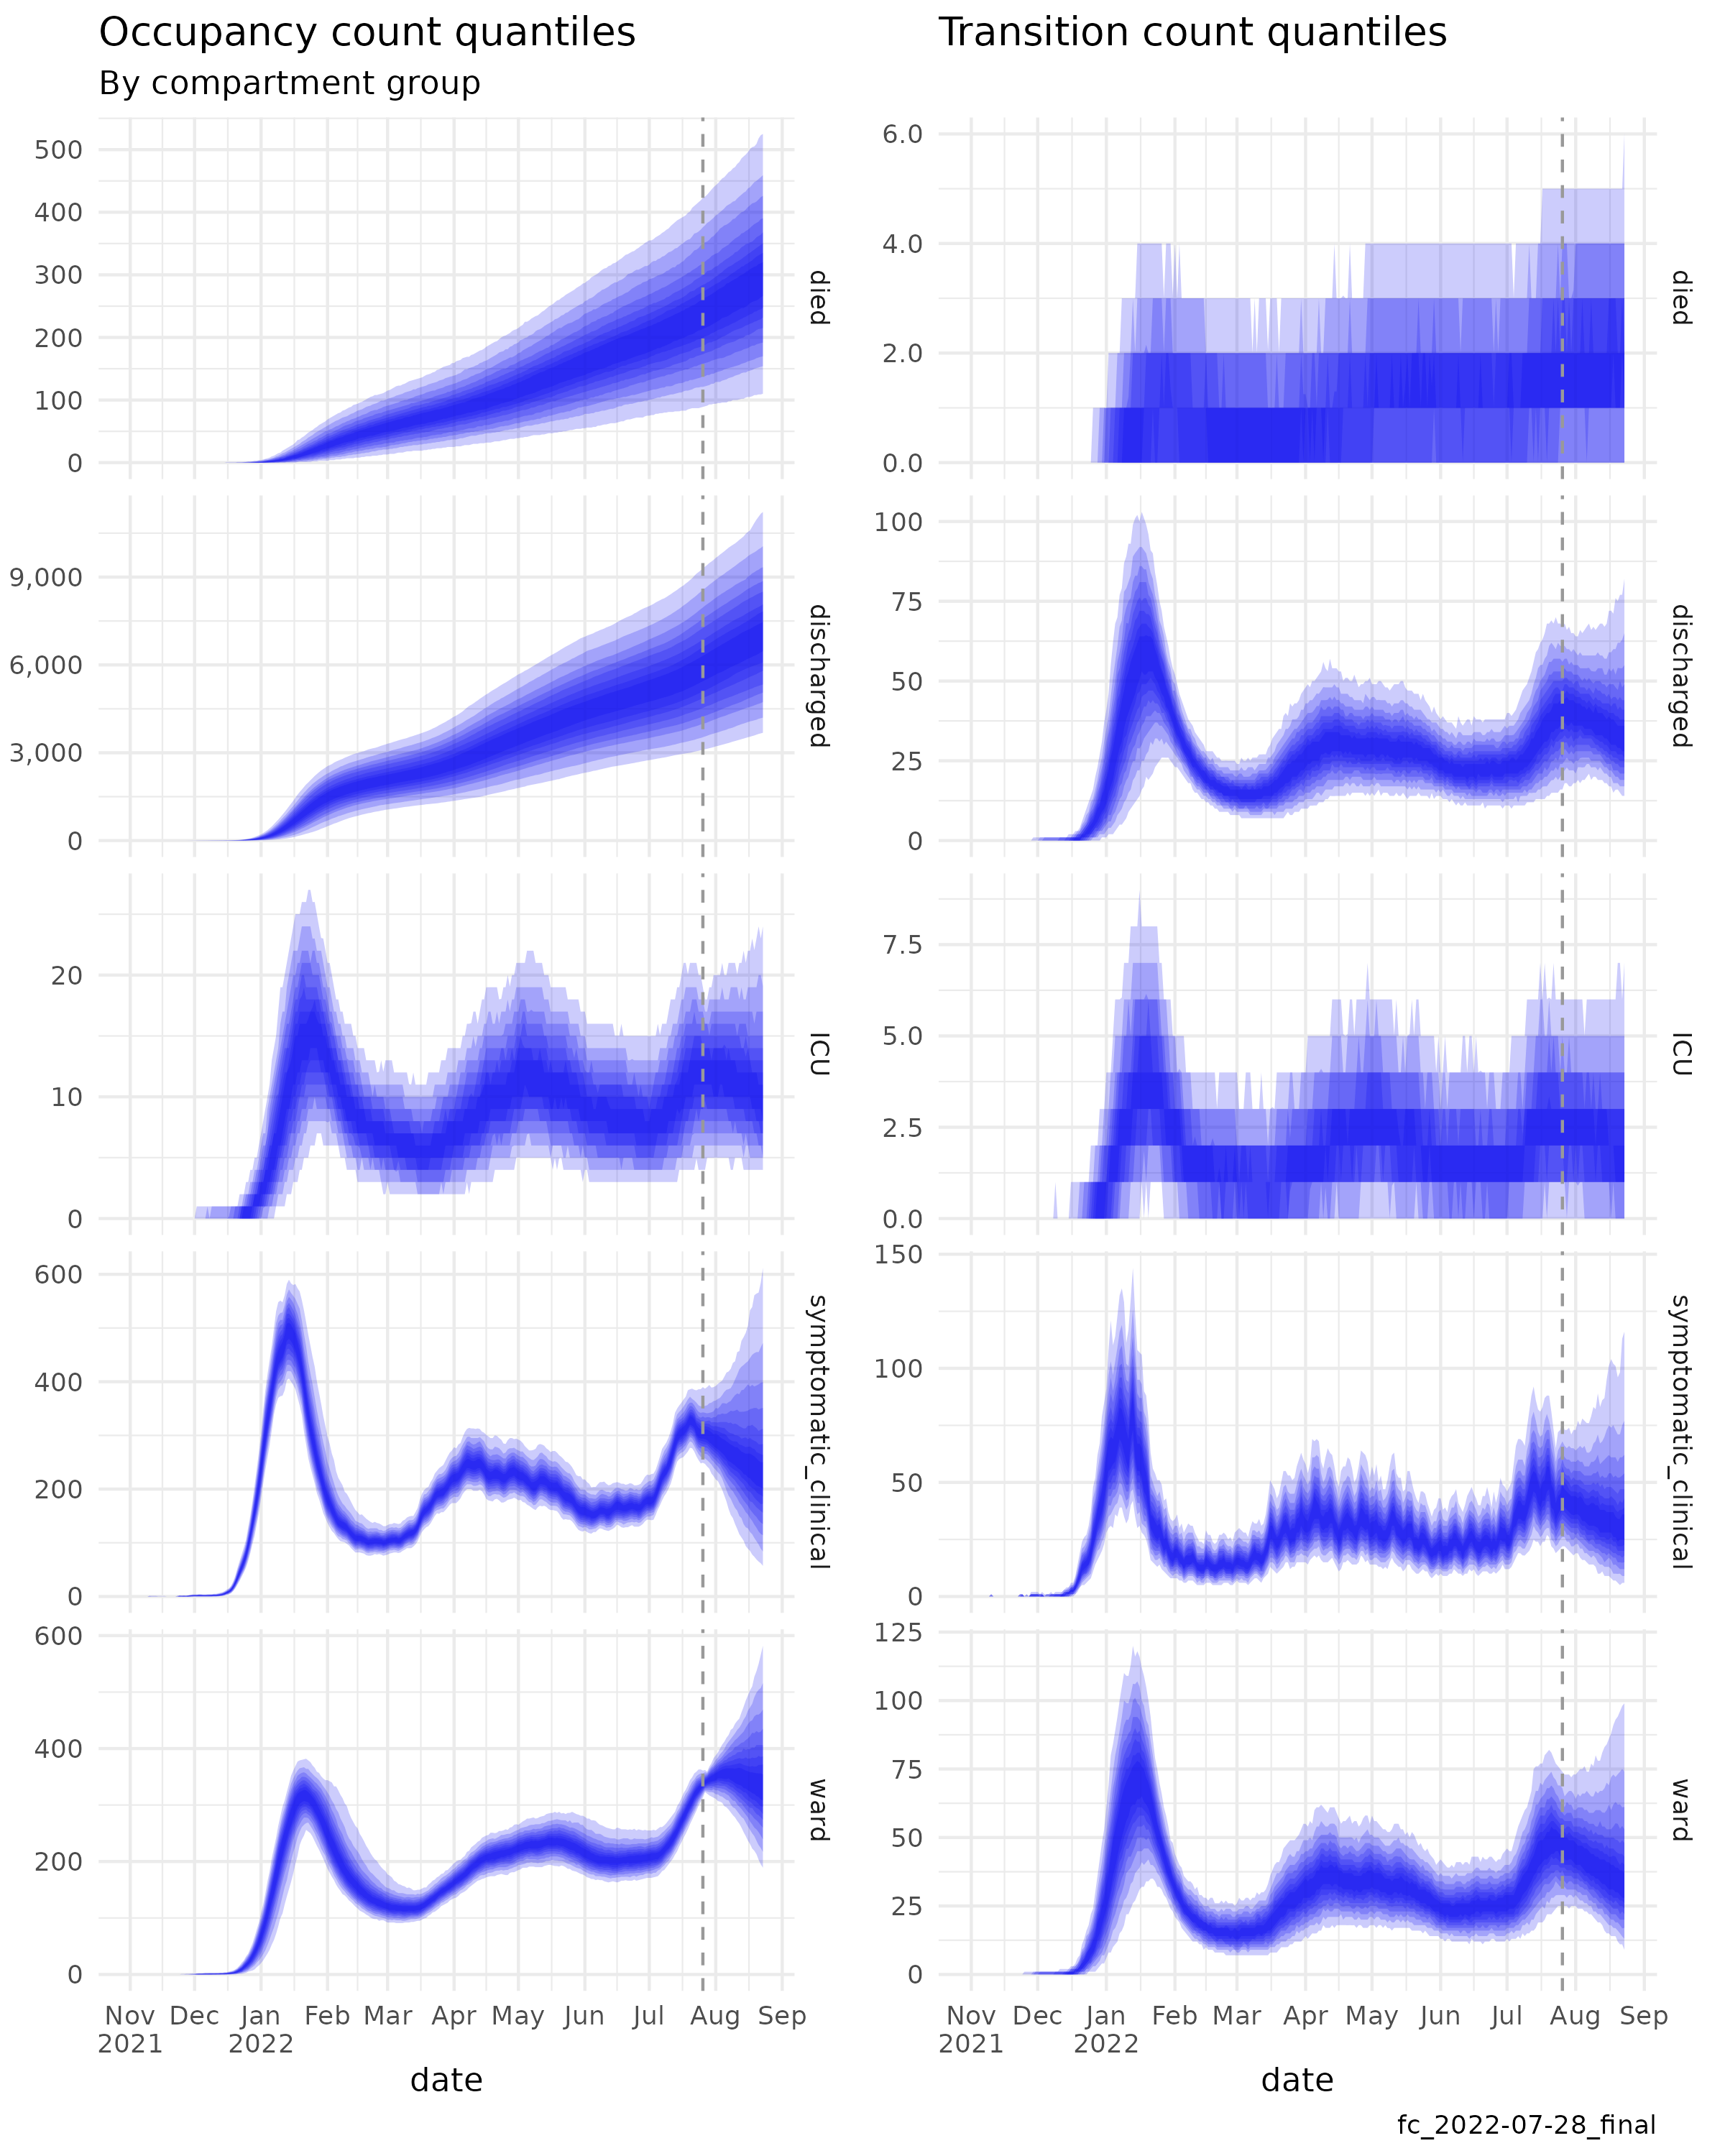 Occupancy count quantiles
By compartment group
500
400
300
200
100
0
died
9,000
6,000
3,000
0
discharged
20
10
0
ICU
600
400
200
0
symptomatic_clinical
600
400
200
0
ward
Nov Dec Jan Feb Mar Apr May Jun Jul Aug Sep
2021 2022
date
Transition count quantiles
6.0
4.0
2.0
0.0
died
100
75
50
25
0
discharged
7.5
5.0
2.5
0.0
ICU
150
100
50
0
symptomatic_clinical
125
100
75
50
25
0
ward
Nov Dec Jan Feb Mar Apr May Jun Jul Aug Sep
2021 2022
date
fc_2022-07-28_final